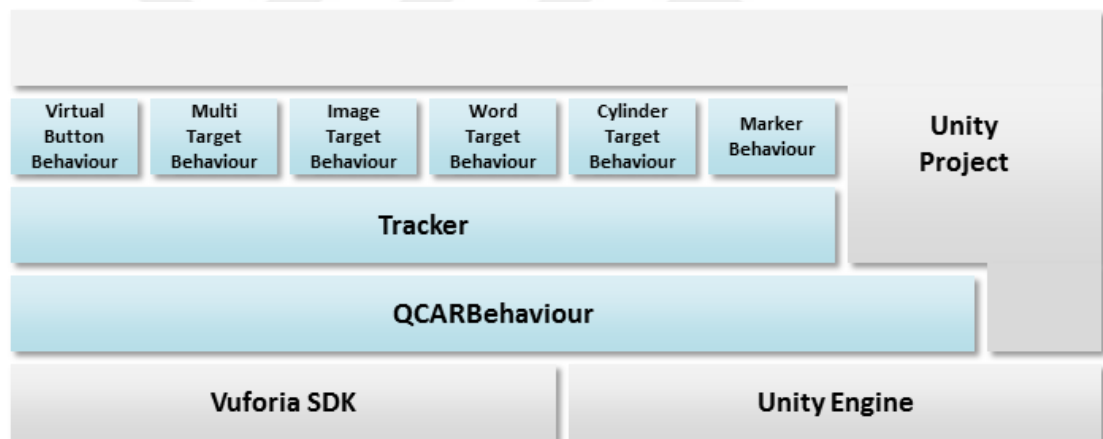 Virtual
Button
Behaviour
Multi
Target
Behaviour
Image
Target
Behaviour
Word
Target
Behaviour
Cylinder
Target
Behaviour
Marker
Behaviour
Unity
Project
Tracker
QCARBehaviour
Vuforia SDK
Unity Engine